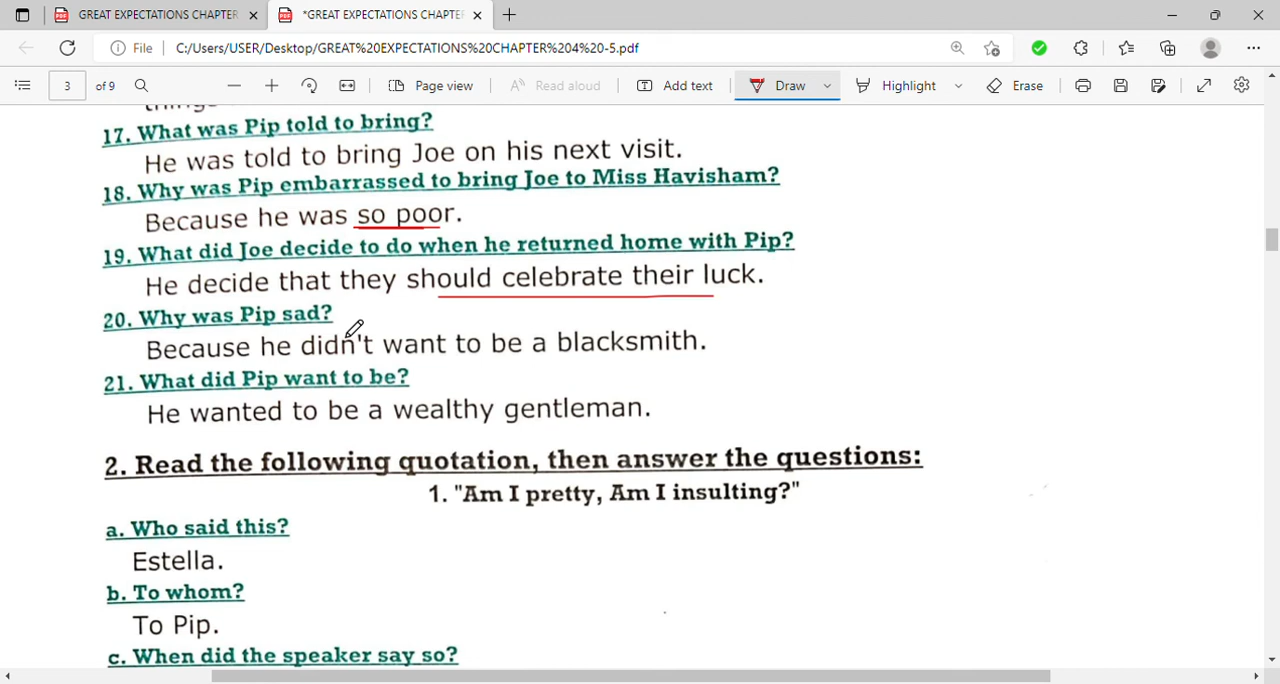 GREAT EXPECTATIONS CHAPTER
*GREAT EXPECTATIONS CHAPTE
File
C:/Users/USER/Desktop/GREAT%20EXPECTATIONS%20CHAPTER%204%20-5.pdf
3
of 9
Page view
Read aloud
Add text
Draw
Highlight
Erase
17. What was Pip told to bring?
He was told to bring Joe on his next visit.
18. Why was Pip embarrassed to bring Joe to Miss Havisham?
Because he was so poor.
19. What did Joe decide to do when he returned home with Pip?
He decide that they should celebrate their luck.
20. Why was Pip sad?
Because he didn't want to be a blacksmith.
21. What did Pip want to be?
He wanted to be a wealthy gentleman.
2. Read the following quotation, then answer the questions:
1. "Am I pretty, Am I insulting?"
a. Who said this?
Estella.
b. To whom?
To Pip.
c. When did the speaker say so?